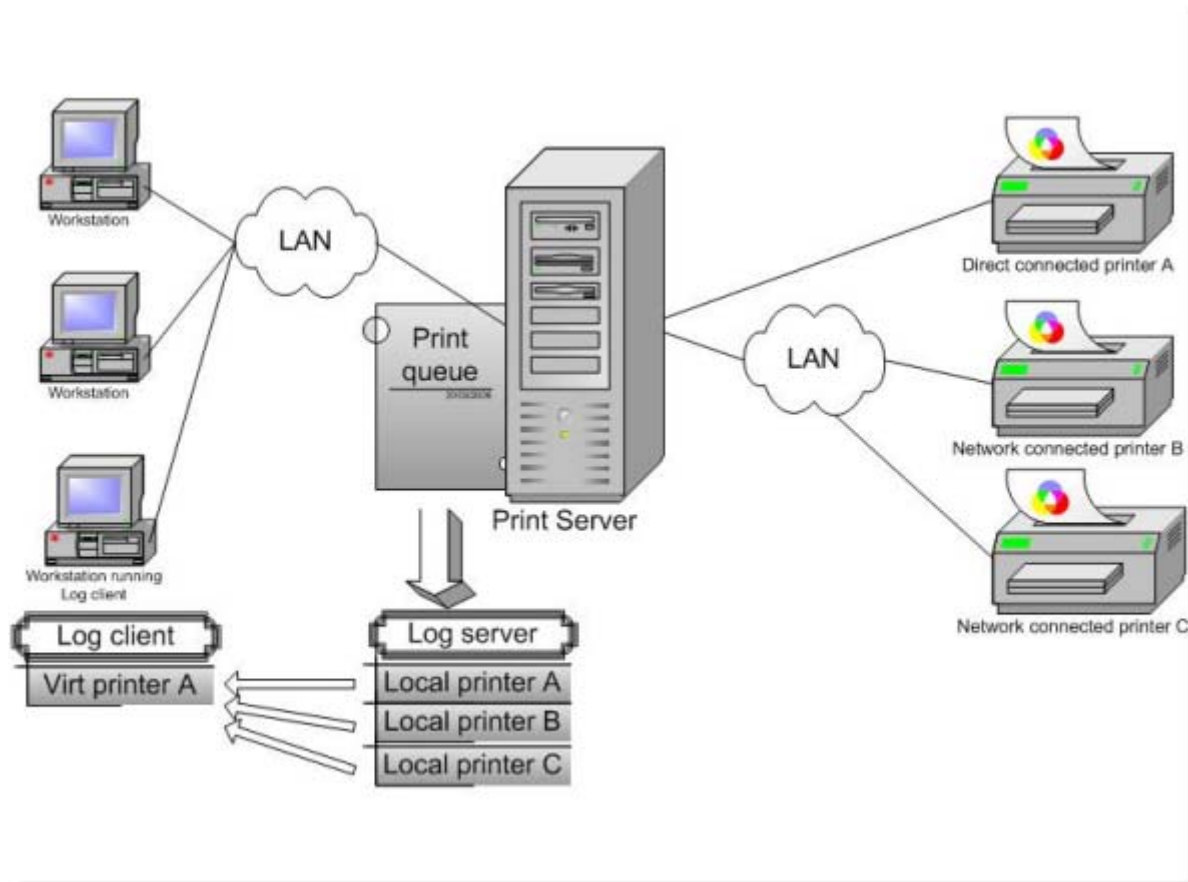 Workstation
LAN
Direct connected printer A
Print
queue
LAN
Workstation
Network connected printer B
Print Server
Workstation running
Log client
Network connected printer C
Log client
Log server
Virt printer A
Local printer A
Local printer B
Local printer C